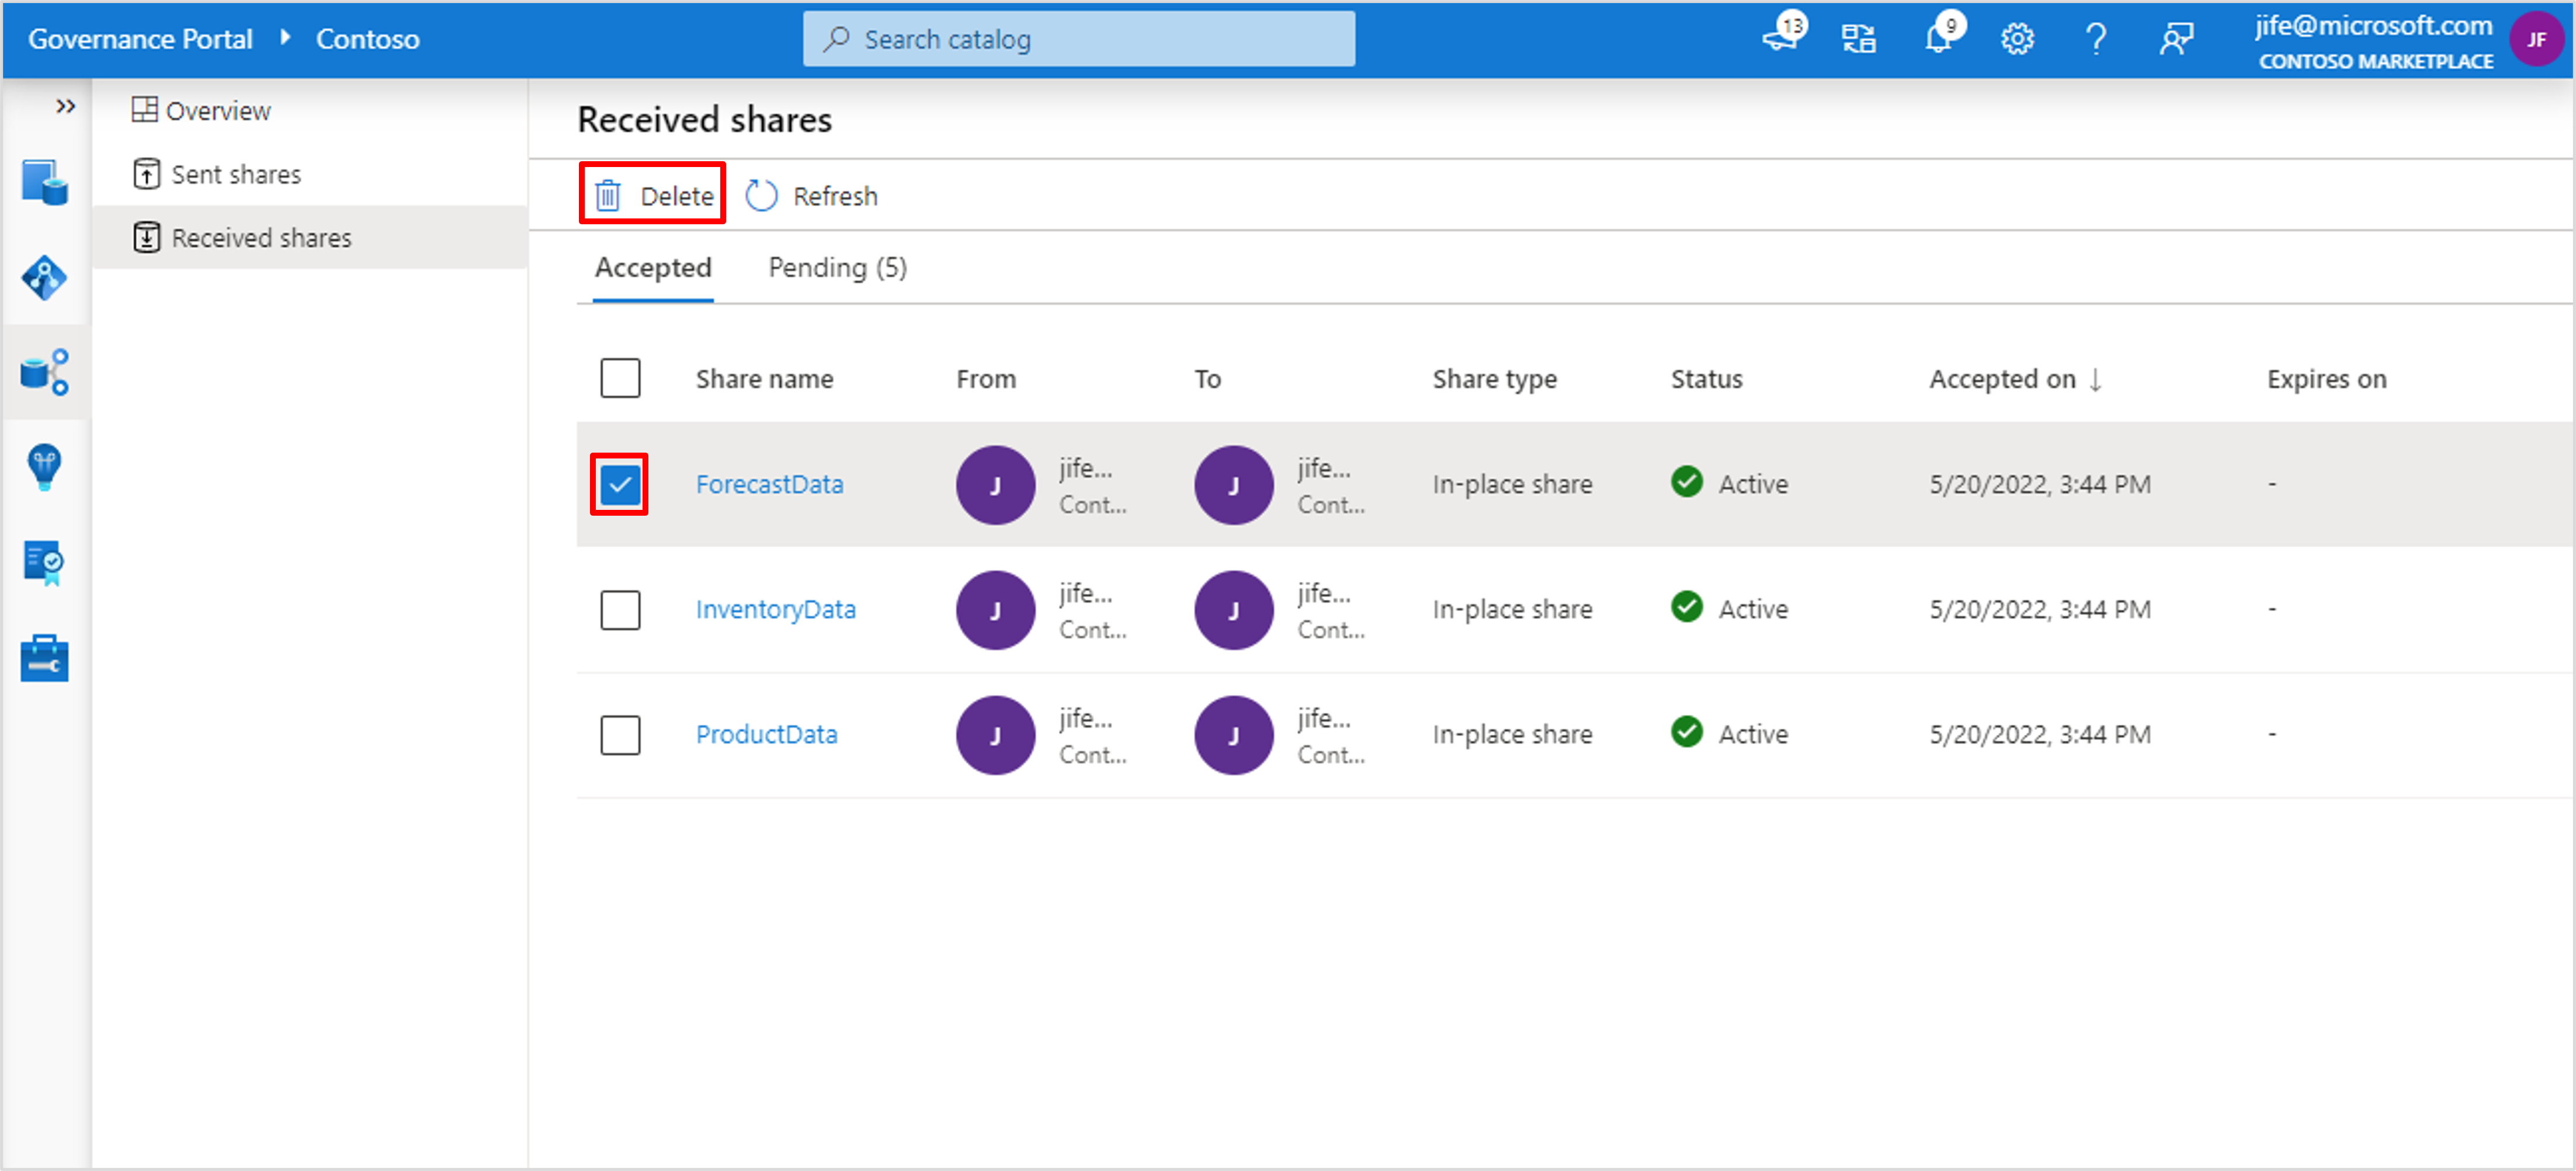 Governance Portal Contoso
Search catalog
13
9
jife@microsoft.com
CONTOSO MARKETPLACE
JF
Overview
Sent shares
Received shares
Received shares
Delete Refresh
Accepted Pending (5)
Share name From To Share type Status Accepted on ↓ Expires on
ForecastData J jife... Cont... J jife... Cont... In-place share Active 5/20/2022, 3:44 PM -
InventoryData J jife... Cont... J jife... Cont... In-place share Active 5/20/2022, 3:44 PM -
ProductData J jife... Cont... J jife... Cont... In-place share Active 5/20/2022, 3:44 PM -